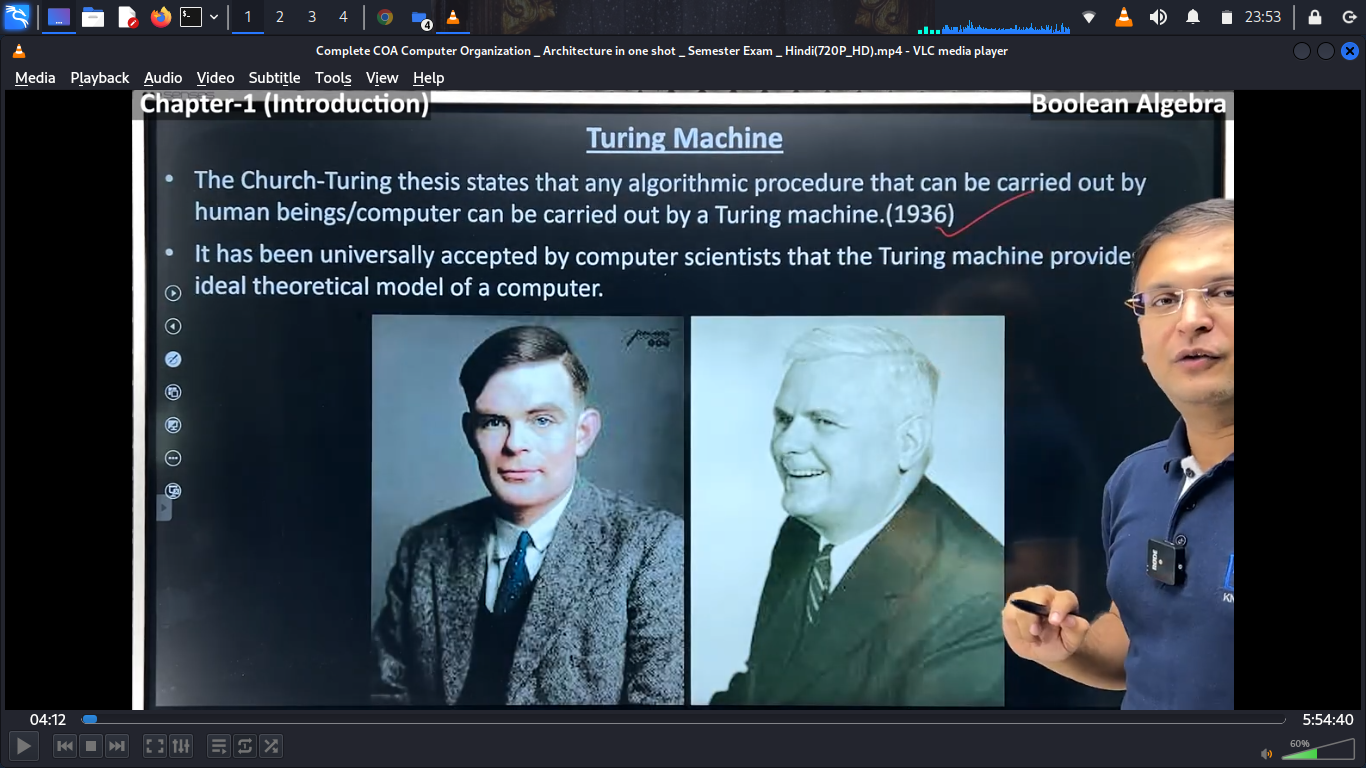 1
2
3
4
4
23:53
Complete COA Computer Organization _ Architecture in one shot _ Semester Exam _ Hindi(720P_HD).mp4 - VLC media player
Media Playback Audio Video Subtitle Tools View Help
Chapter-1 (Introduction)
Boolean Algebra
Turing Machine
• The Church-Turing thesis states that any algorithmic procedure that can be carried out by
human beings/computer can be carried out by a Turing machine.(1936)
• It has been universally accepted by computer scientists that the Turing machine provide
ideal theoretical model of a computer.
RODE
KN
04:12
5:54:40
60%